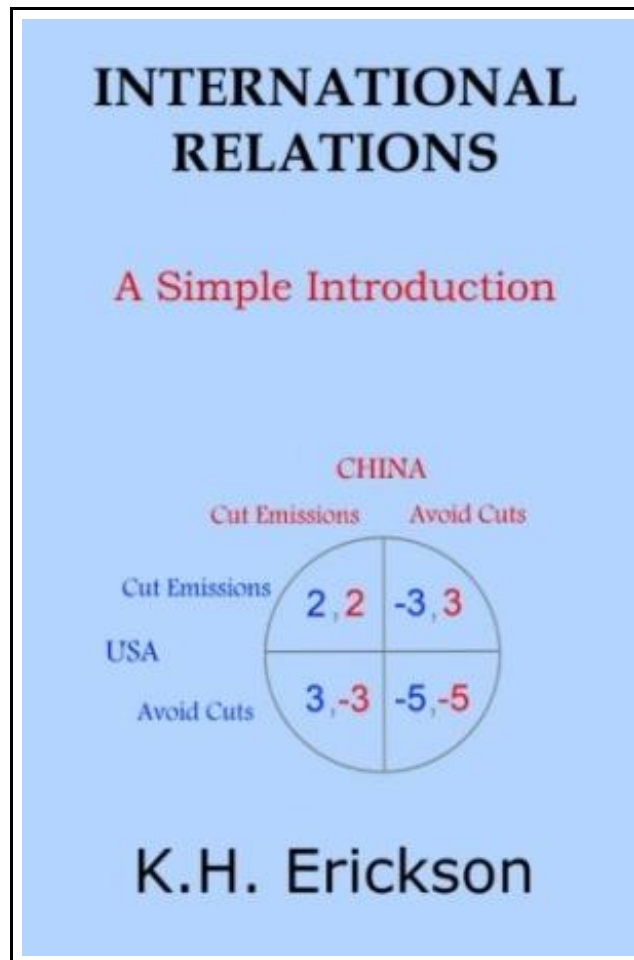 INTERNATIONAL
RELATIONS
A Simple Introduction
CHINA
Cut Emissions Avoid Cuts
Cut Emissions 2,2 -3,3
USA
Avoid Cuts 3,-3 -5,-5
K.H. Erickson